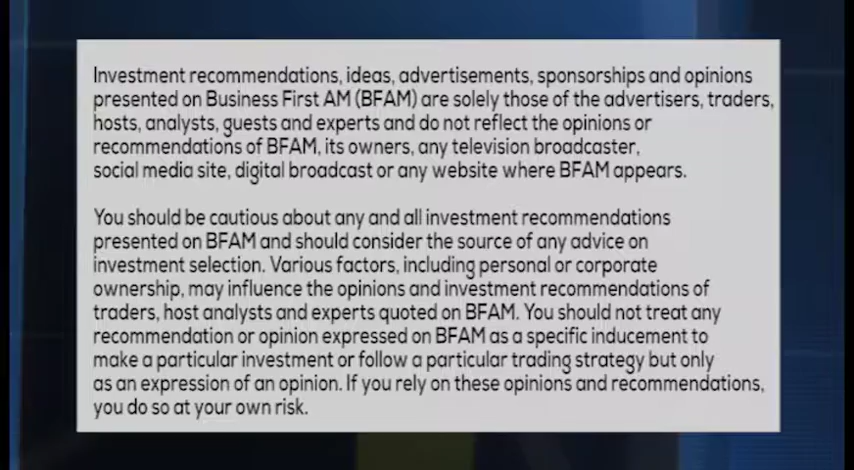 Investment recommendations, ideas, advertisements, sponsorships and opinions
presented on Business First AM (BFAM) are solely those of the advertisers, traders,
hosts, analysts, guests and experts and do not reflect the opinions or
recommendations of BFAM, its owners, any television broadcaster,
social media site, digital broadcast or any website where BFAM appears.
You should be cautious about any and all investment recommendations
presented on BFAM and should consider the source of any advice on
investment selection. Various factors, including personal or corporate
ownership, may influence the opinions and investment recommendations of
traders, host analysts and experts quoted on BFAM. You should not treat any
recommendation or opinion expressed on BFAM as a specific inducement to
make a particular investment or follow a particular trading strategy but only
as an expression of an opinion. If you rely on these opinions and recommendations,
you do so at your own risk.